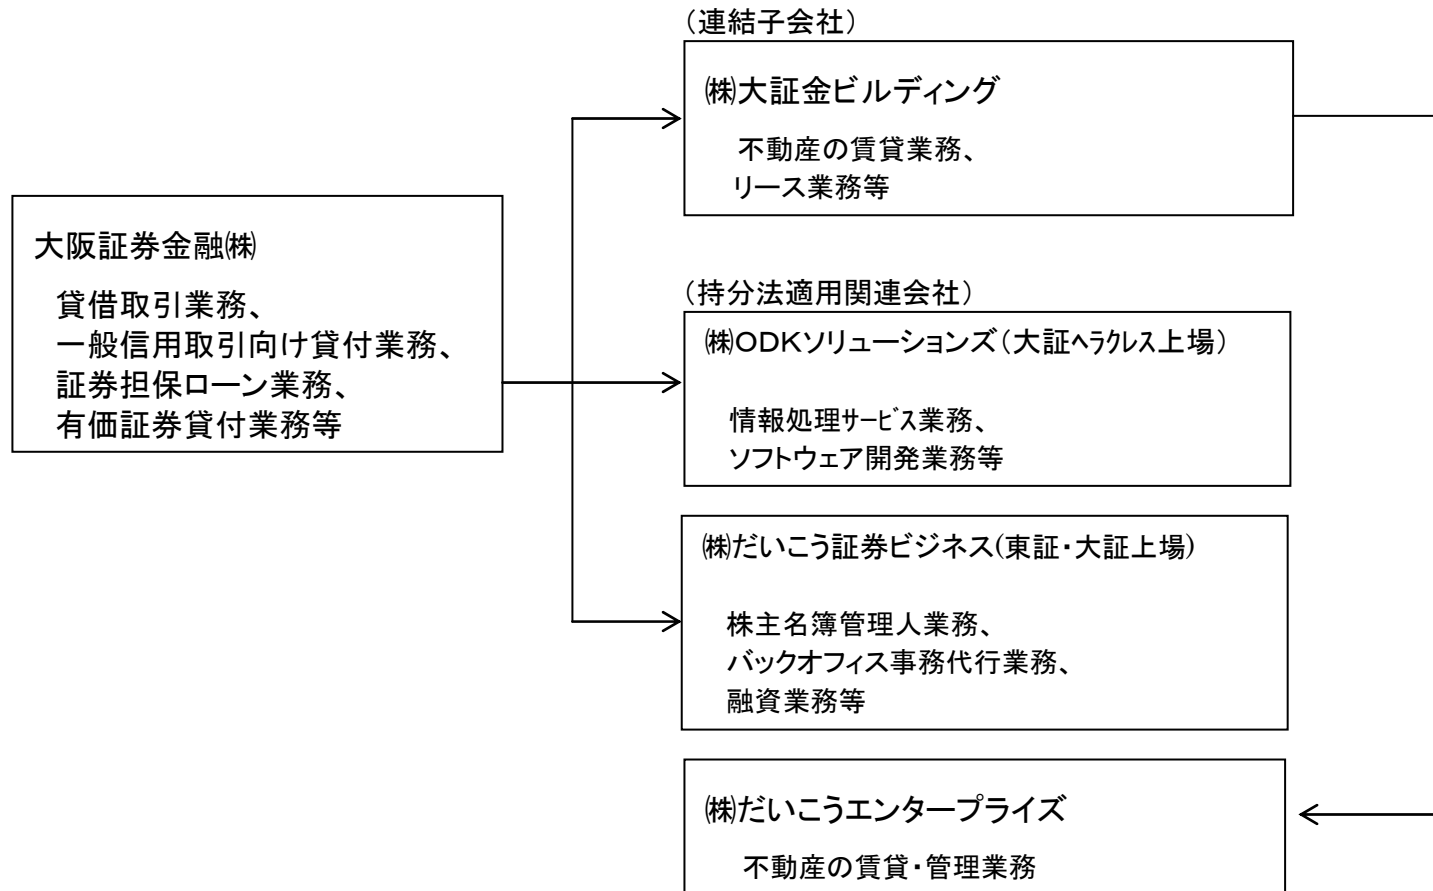 大阪証券金融㈱
貸借取引業務、
一般信用取引向け貸付業務、
証券担保ローン業務、
有価証券貸付業務等
（連結子会社）
㈱大証金ビルディング
不動産の賃貸業務、
リース業務等
（持分法適用関連会社）
㈱ＯＤＫソリューションズ（大証ﾍﾗｸﾚｽ上場）
情報処理ｻｰﾋﾞｽ業務、
ソフトウェア開発業務等
㈱だいこう証券ビジネス(東証・大証上場)
株主名簿管理人業務、
バックオフィス事務代行業務、
融資業務等
㈱だいこうエンタープライズ
不動産の賃貸・管理業務